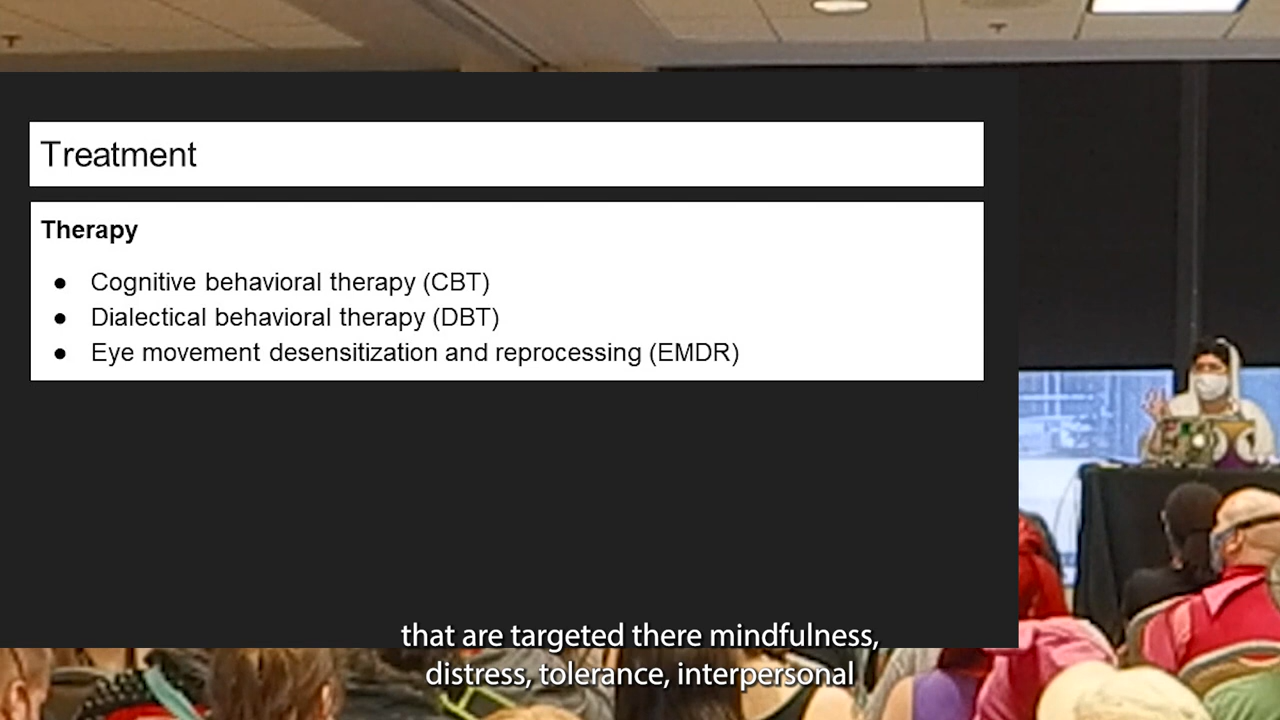 Treatment
Therapy
● Cognitive behavioral therapy (CBT)
● Dialectical behavioral therapy (DBT)
● Eye movement desensitization and reprocessing (EMDR)
that are targeted there mindfulness,
distress, tolerance, interpersonal